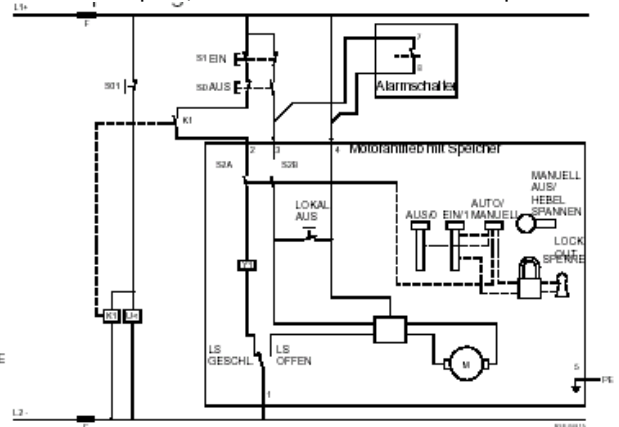 L1+
F
7
S1 EIN
8
S01
S0 AUS
Alarmschalter
K1
2
3
4
Motorantrieb mit Speicher
S2A
S2B
MANUELL
AUS/
HEBEL
SPANNEN
LOKAL
AUS
AUS/0
EIN/1
AUTO/
MANUELL
LOCK
OUT
SPERRE
Y1
K1
U<
LS
GESCHL.
LS
OFFEN
M
5
PE
1
L2-
F